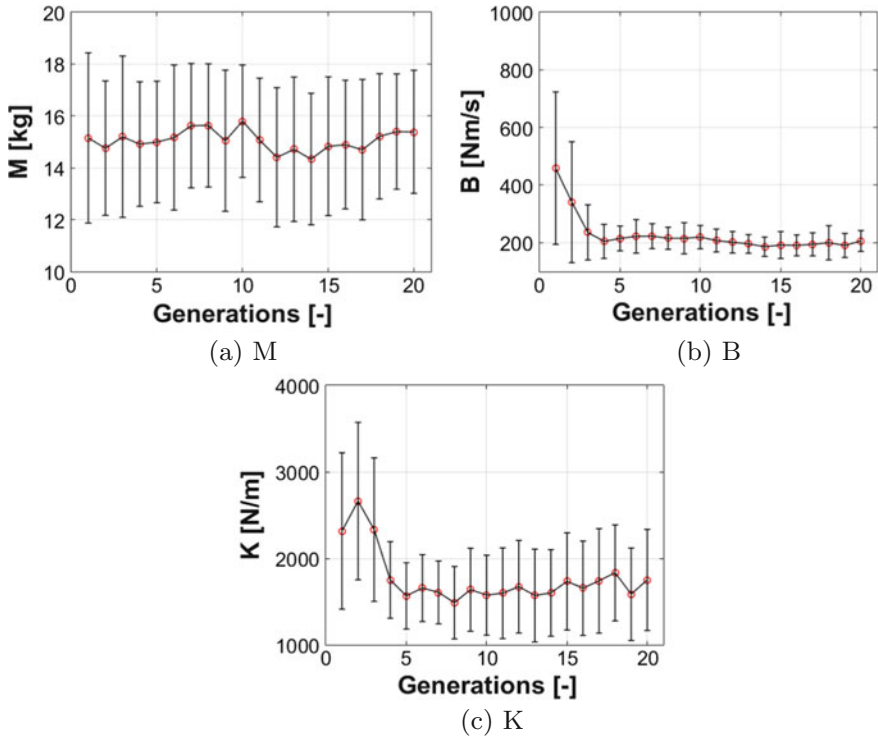 20
18
16
14
12
10
M [kg]
0 5 10 15 20
Generations [-]
(a) M
1000
800
600
400
200
B [Nm/s]
0 5 10 15 20
Generations [-]
(b) B
4000
3000
2000
1000
K [N/m]
0 5 10 15 20
Generations [-]
(c) K